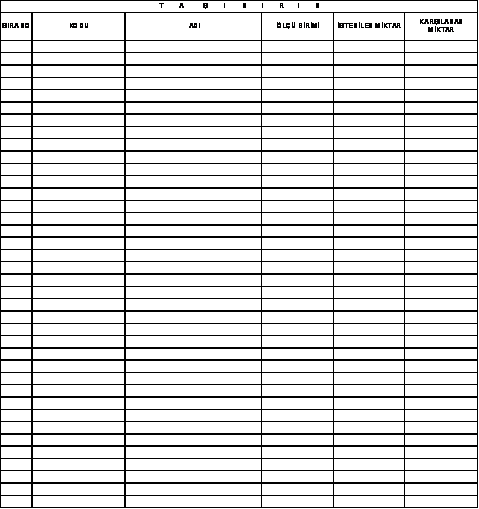 T A Ş I N I R I N
SIRA NO
KODU
ADI
ÖLÇÜ BİRİMİ
İSTENİLEN MİKTAR
KARŞILANAN
MİKTAR